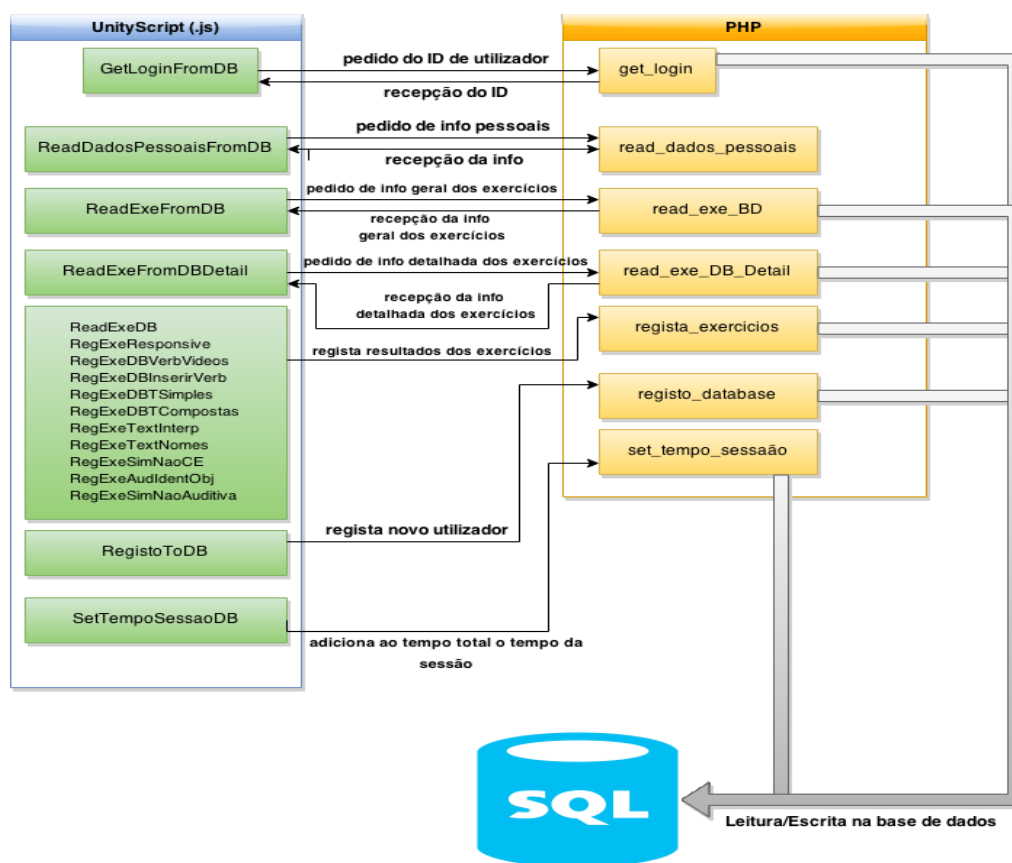 UnityScript (.js)
PHP
GetLoginFromDB
pedido do ID de utilizador
get_login
recepção do ID
ReadDadosPessoaisFromDB
pedido de info pessoais
read_dados_pessoais
recepção da info
ReadExeFromDB
pedido de info geral dos exercícios
read_exe_BD
recepção da info
geral dos exercícios
ReadExeFromDBDetail
pedido de info detalhada dos exercícios
read_exe_DB_Detail
recepção da info
detalhada dos exercícios
ReadExeDB
RegExeResponsive
RegExeDBVerbVideos
RegExeDBInserirVerb
RegExeDBTSimples
RegExeDBTCompostas
RegExeTextInterp
RegExeTextNomes
RegExeSimNaoCE
RegExeAudIdentObj
RegExeSimNaoAuditiva
regista resultados dos exercícios
regista_exercicios
registo_database
set_tempo_sessaão
RegistoToDB
regista novo utilizador
SetTempoSessaoDB
adiciona ao tempo total o tempo da
sessão
SQL
Leitura/Escrita na base de dados